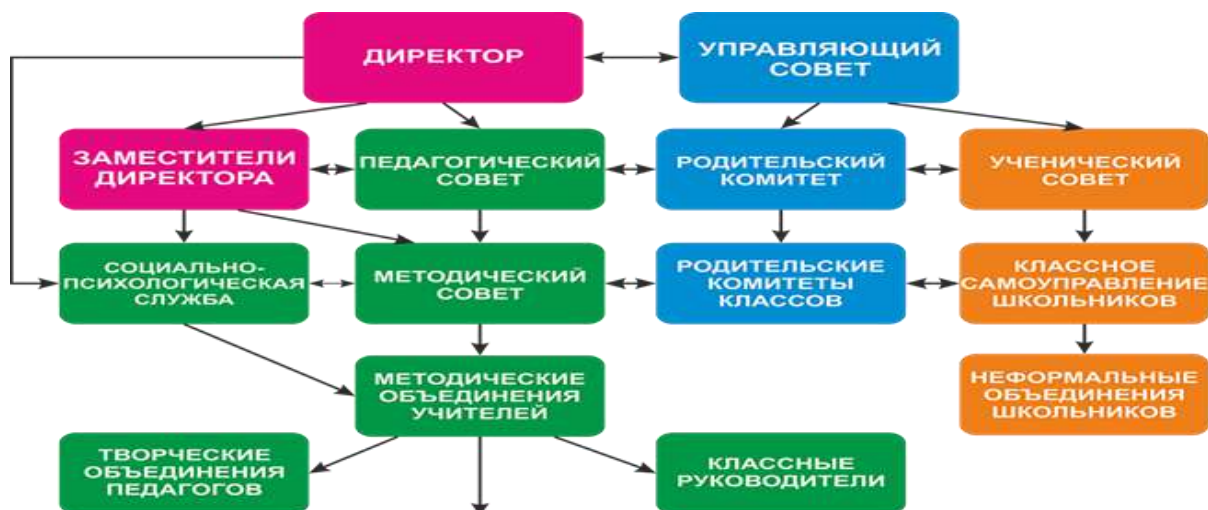 ДИРЕКТОР
УПРАВЛЯЮЩИЙ
СОВЕТ
ЗАМЕСТИТЕЛИ
ДИРЕКТОРА
ПЕДАГОГИЧЕСКИЙ
СОВЕТ
РОДИТЕЛЬСКИЙ
КОМИТЕТ
УЧЕНИЧЕСКИЙ
СОВЕТ
СОЦИАЛЬНО-
ПСИХОЛОГИЧЕСКАЯ
СЛУЖБА
МЕТОДИЧЕСКИЙ
СОВЕТ
РОДИТЕЛЬСКИЕ
КОМИТЕТЫ
КЛАССОВ
КЛАССНОЕ
САМОУПРАВЛЕНИЕ
ШКОЛЬНИКОВ
МЕТОДИЧЕСКИЕ
ОБЪЕДИНЕНИЯ
УЧИТЕЛЕЙ
НЕФОРМАЛЬНЫЕ
ОБЪЕДИНЕНИЯ
ШКОЛЬНИКОВ
ТВОРЧЕСКИЕ
ОБЪЕДИНЕНИЯ
ПЕДАГОГОВ
КЛАССНЫЕ
РУКОВОДИТЕЛИ